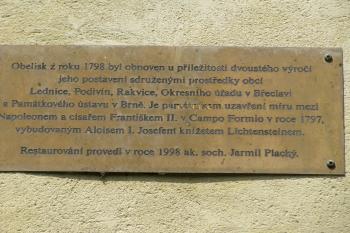 Obelisk z roku 1798 byl obnoven u příležitosti dvoustého výročí
jeho postavení sdruženými prostředky obcí
Lednice, Podivín, Rakvice, Okresního úřadu v Břeclavi
a Památkového ústavu v Brně. Je památníkem uzavření míru mezi
Napoleonem a císařem Františkem II. v Campo Formio v roce 1797,
vybudovaným Aloisem I. Josefem knížetem Lichtensteinem.
Restaurování provedl v roce 1998 ak. soch. Jarmil Plachý.